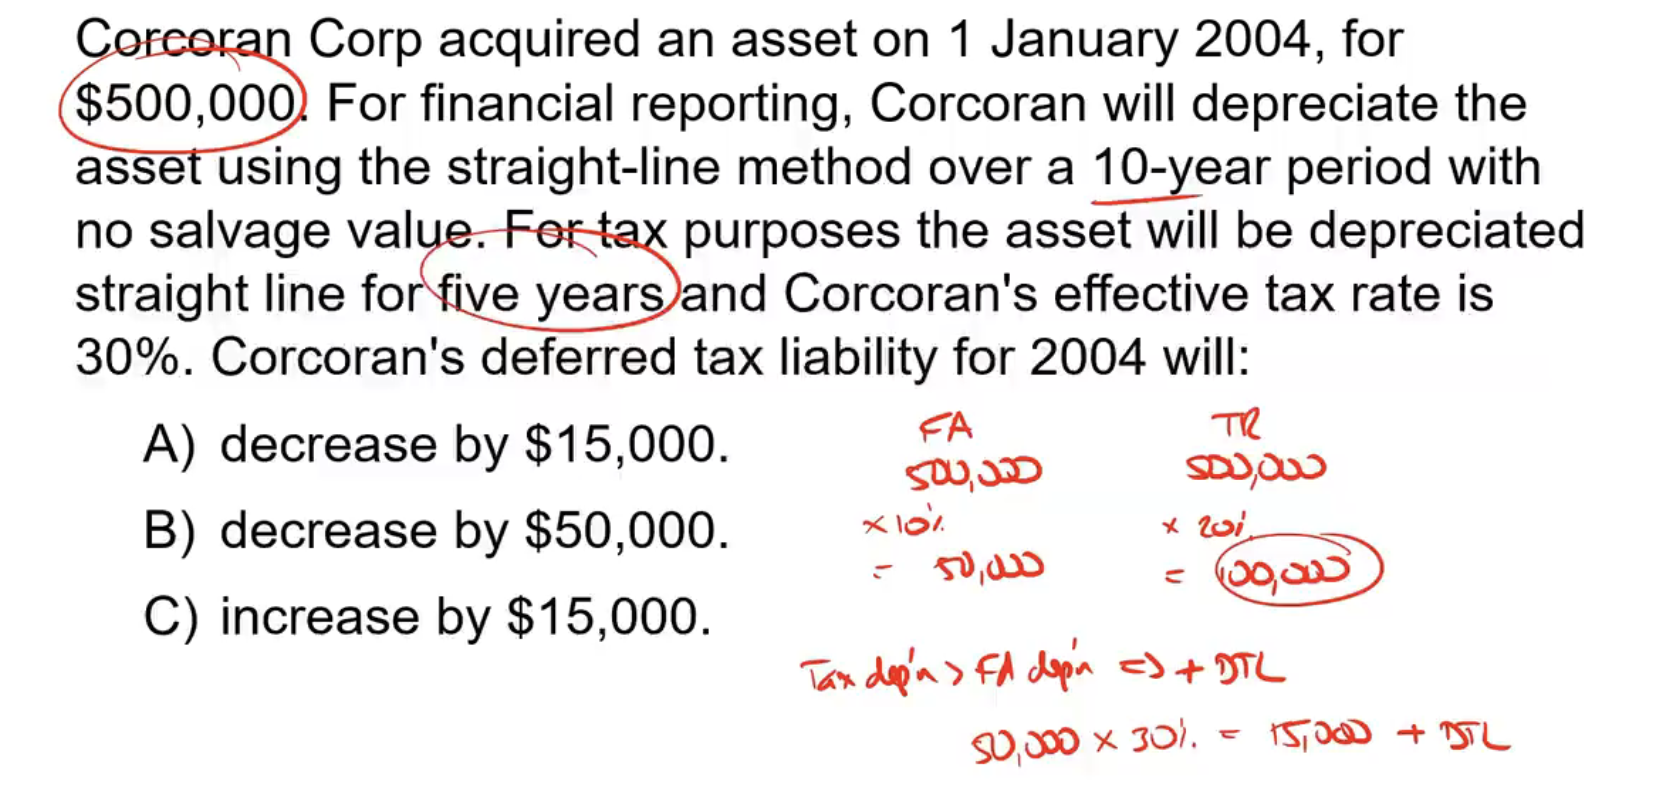 Corcoran Corp acquired an asset on 1 January 2004, for
$500,000. For financial reporting, Corcoran will depreciate the
asset using the straight-line method over a 10-year period with
no salvage value. For tax purposes the asset will be depreciated
straight line for five years and Corcoran's effective tax rate is
30%. Corcoran's deferred tax liability for 2004 will:
A) decrease by $15,000.
B) decrease by $50,000.
C) increase by $15,000.
FA TR
500,000 500,000
×10% × 20%
= 50,000 = 100,000
Tax dep'n > FA dep'n => + DTL
50,000 × 30% = 15,000 + DTL